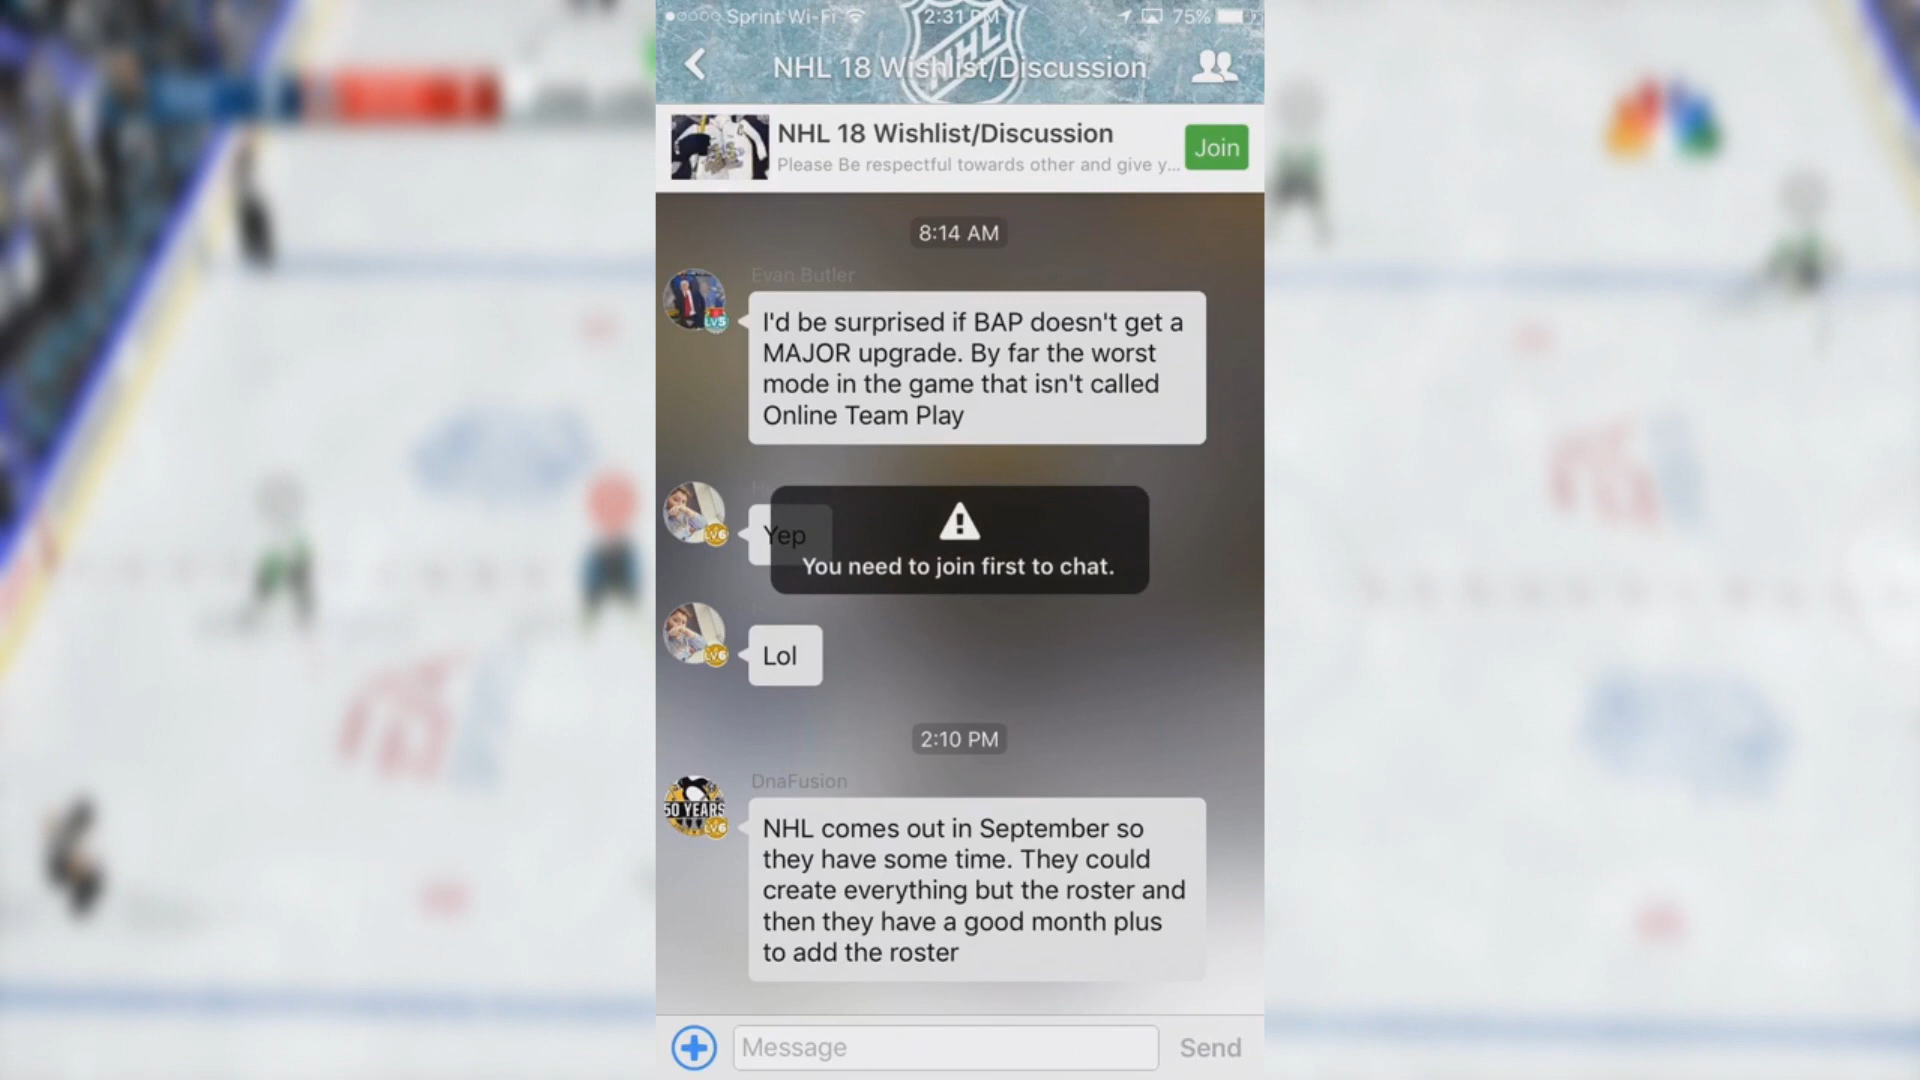 Sprint Wi-Fi 2:31 PM 75%
NHL
NHL 18 Wishlist/Discussion
NHL 18 Wishlist/Discussion
Please Be respectful towards other and give y...
Join
8:14 AM
Evan Butler
LV5
I'd be surprised if BAP doesn't get a
MAJOR upgrade. By far the worst
mode in the game that isn't called
Online Team Play
LV6
Yep
You need to join first to chat.
LV6
Lol
2:10 PM
DnaFusion
50 YEARS
LV6
NHL comes out in September so
they have some time. They could
create everything but the roster and
then they have a good month plus
to add the roster
Message
Send